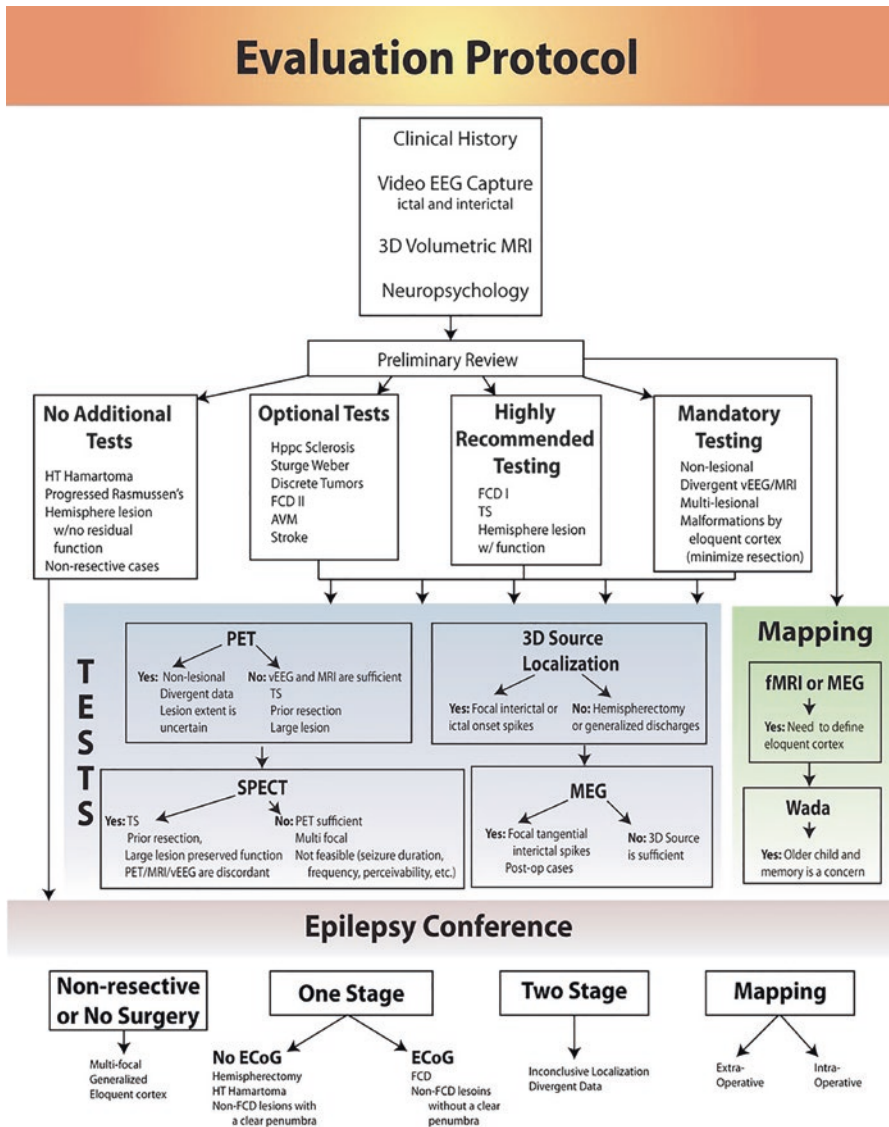 Evaluation Protocol
Clinical History
Video EEG Capture
ictal and interictal
3D Volumetric MRI
Neuropsychology
Preliminary Review
No Additional
Tests
HT Hamartoma
Progressed Rasmussen's
Hemisphere lesion
w/no residual
function
Non-resective cases
Optional Tests
Hppc Sclerosis
Sturge Weber
Discrete Tumors
FCD II
AVM
Stroke
Highly
Recommended
Testing
FCD I
TS
Hemisphere lesion
w/ function
Mandatory
Testing
Non-lesional
Divergent vEEG/MRI
Multi-lesional
Malformations by
eloquent cortex
(minimize resection)
TESTS
PET
Yes: Non-lesional
Divergent data
Lesion extent is
uncertain
No: vEEG and MRI are sufficient
TS
Prior resection
Large lesion
SPECT
Yes: TS
Prior resection,
Large lesion preserved function
PET/MRI/vEEG are discordant
No: PET sufficient
Multi focal
Not feasible (seizure duration,
frequency, perceivability, etc.)
3D Source
Localization
Yes: Focal interictal or
ictal onset spikes
No: Hemispherectomy
or generalized discharges
MEG
Yes: Focal tangential
interictal spikes
Post-op cases
No: 3D Source
is sufficient
Mapping
fMRI or MEG
Yes: Need to define
eloquent cortex
Wada
Yes: Older child and
memory is a concern
Epilepsy Conference
Non-resective
or No Surgery
Multi-focal
Generalized
Eloquent cortex
One Stage
No ECoG
Hemispherectomy
HT Hamartoma
Non-FCD lesions with
a clear penumbra
ECoG
FCD
Non-FCD lesoins
without a clear
penumbra
Two Stage
Inconclusive Localization
Divergent Data
Mapping
Extra-
Operative
Intra-
Operative